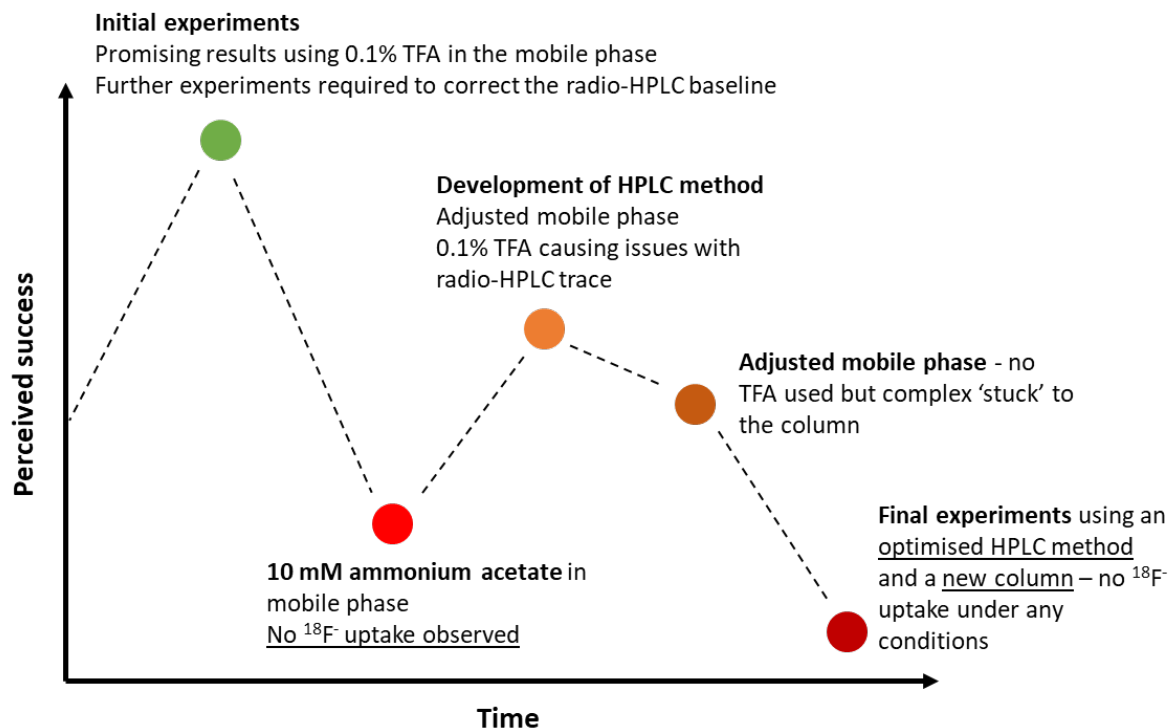 Initial experiments
Promising results using 0.1% TFA in the mobile phase
Further experiments required to correct the radio-HPLC baseline
Development of HPLC method
Adjusted mobile phase
0.1% TFA causing issues with
radio-HPLC trace
Adjusted mobile phase - no
TFA used but complex ‘stuck’ to
the column
10 mM ammonium acetate in
mobile phase
No ¹⁸F⁻ uptake observed
Final experiments using an
optimised HPLC method
and a new column – no ¹⁸F⁻
uptake under any
conditions
Perceived success
Time